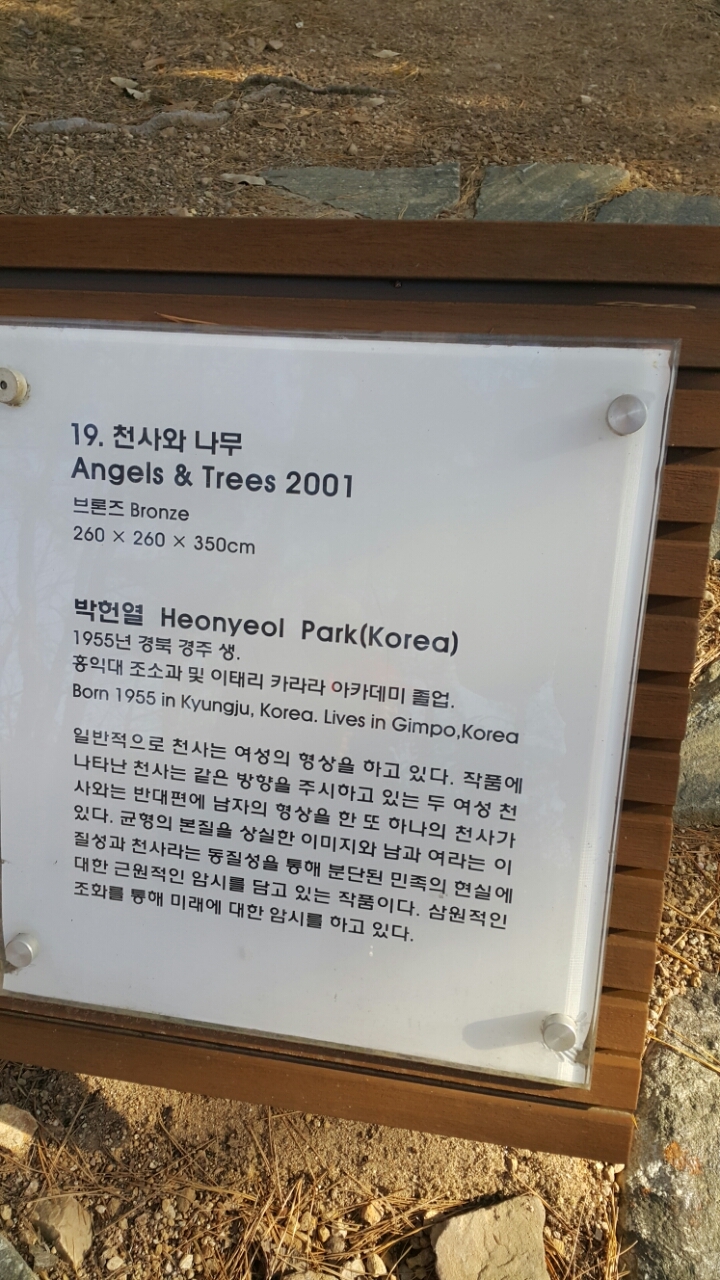 19. 천사와 나무
Angels & Trees 2001
브론즈 Bronze
260 × 260 × 350cm
박헌열 Heonyeol Park(Korea)
1955년 경북 경주 생.
홍익대 조소과 및 이태리 카라라 아카데미 졸업.
Born 1955 in Kyungju, Korea. Lives in Gimpo,Korea
일반적으로 천사는 여성의 형상을 하고 있다. 작품에
나타난 천사는 같은 방향을 주시하고 있는 두 여성 천
사와는 반대편에 남자의 형상을 한 또 하나의 천사가
있다. 균형의 본질을 상실한 이미지와 남과 여라는 이
질성과 천사라는 동질성을 통해 분단된 민족의 현실에
대한 근원적인 암시를 담고 있는 작품이다. 삼원적인
조화를 통해 미래에 대한 암시를 하고 있다.